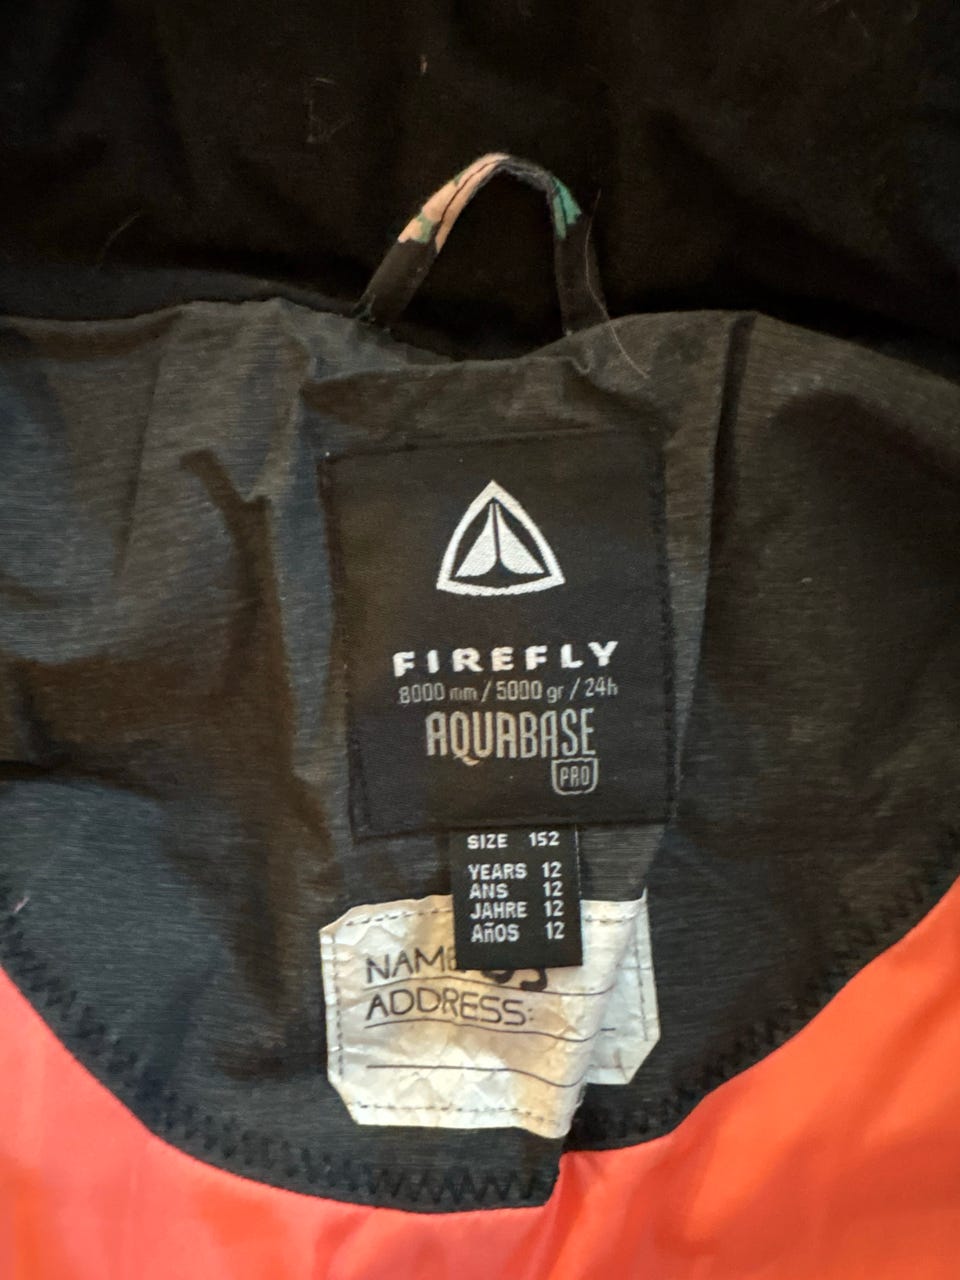 FIREFLY
8000 mm / 5000 gr / 24h
AQUABASE
PRO
SIZE 152
YEARS 12
ANS 12
JAHRE 12
AÑOS 12
NAME
ADDRESS: